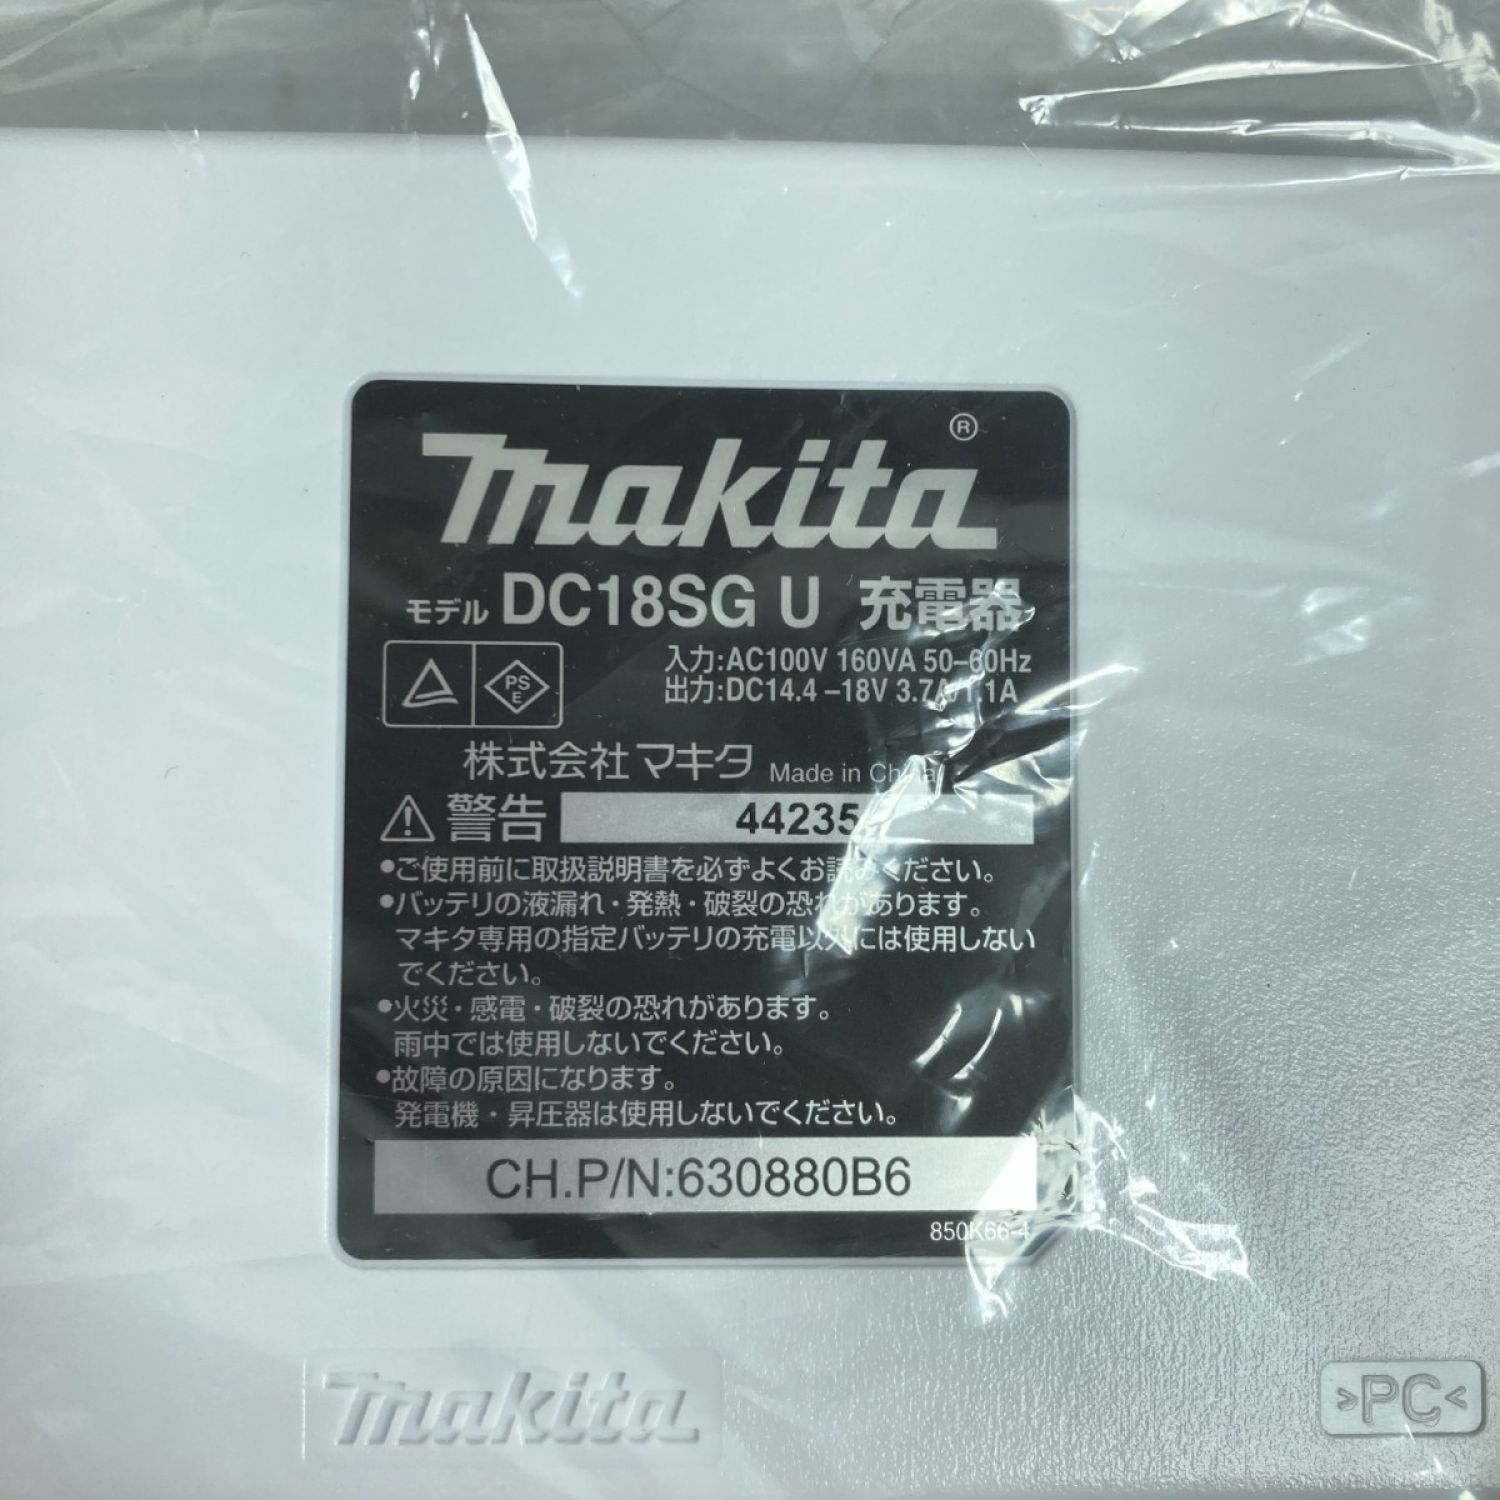 makita®
モデル DC18SG U 充電器
入力:AC100V 160VA 50–60Hz
出力:DC14.4 –18V 3.7A/1.1A
PS
E
株式会社 マキタ Made in China
警告 44235
•ご使用前に取扱説明書を必ずよくお読みください。
•バッテリの液漏れ・発熱・破裂の恐れがあります。
マキタ専用の指定バッテリの充電以外には使用しない
でください。
•火災・感電・破裂の恐れがあります。
雨中では使用しないでください。
•故障の原因になります。
発電機・昇圧器は使用しないでください。
CH.P/N:630880B6
850K66-4
makita
>PC<